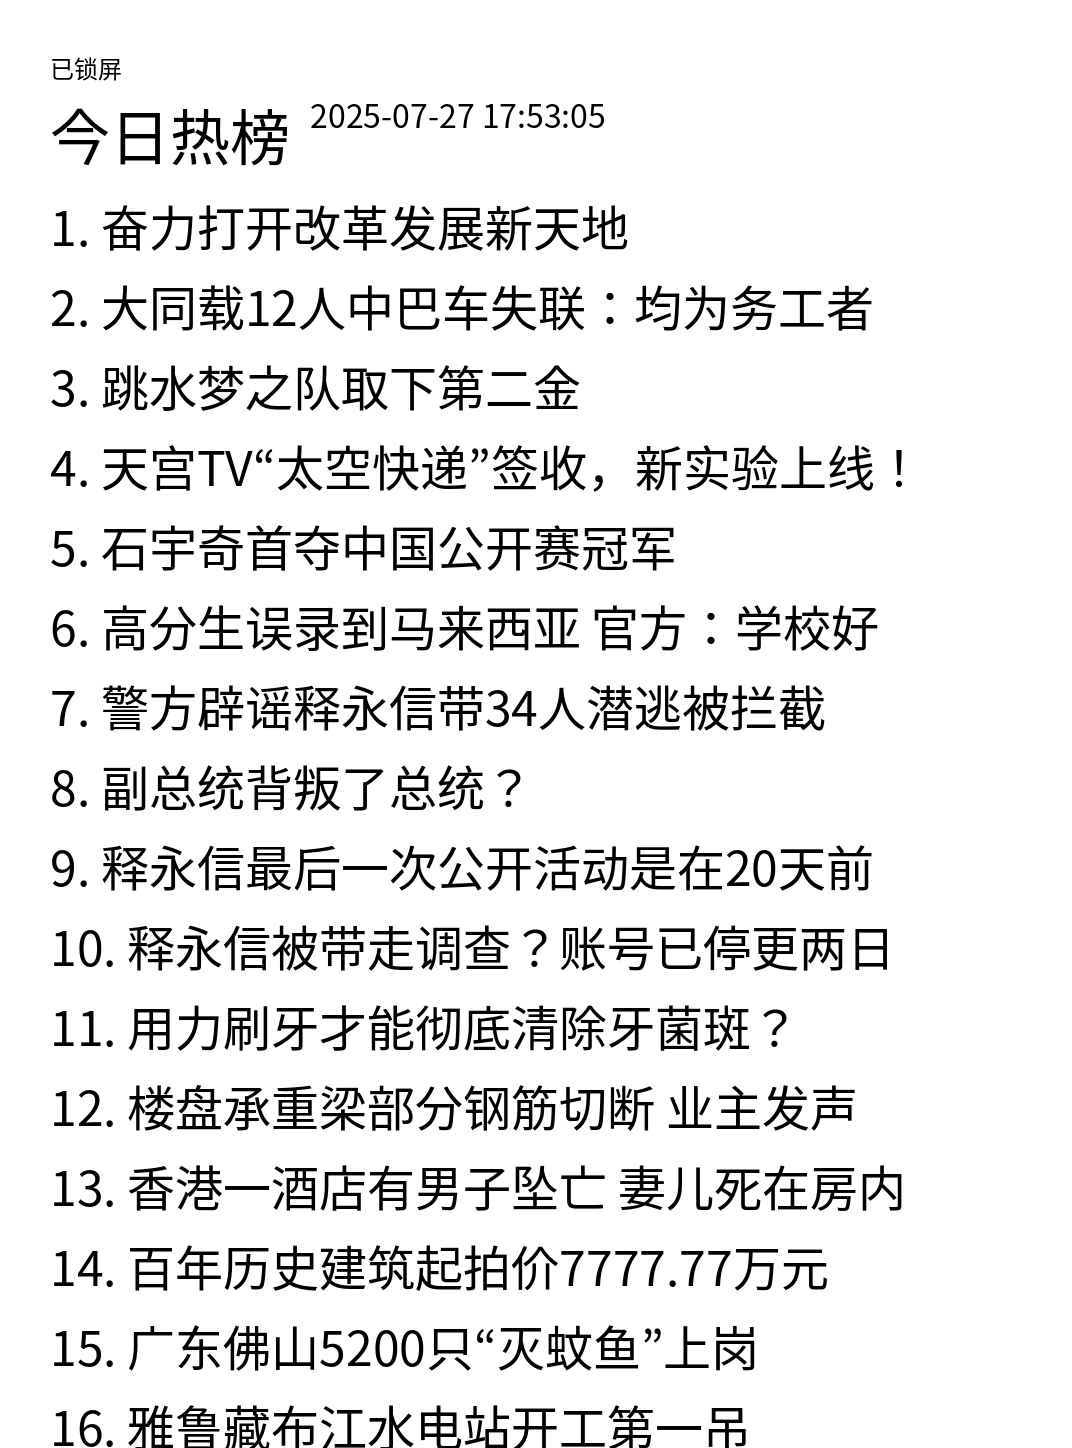 已锁屏
今日热榜 2025-07-27 17:53:05
1. 奋力打开改革发展新天地
2. 大同载12人中巴车失联：均为务工者
3. 跳水梦之队取下第二金
4. 天宫TV“太空快递”签收，新实验上线！
5. 石宇奇首夺中国公开赛冠军
6. 高分生误录到马来西亚 官方：学校好
7. 警方辟谣释永信带34人潜逃被拦截
8. 副总统背叛了总统？
9. 释永信最后一次公开活动是在20天前
10. 释永信被带走调查？账号已停更两日
11. 用力刷牙才能彻底清除牙菌斑？
12. 楼盘承重梁部分钢筋切断 业主发声
13. 香港一酒店有男子坠亡 妻儿死在房内
14. 百年历史建筑起拍价7777.77万元
15. 广东佛山5200只“灭蚊鱼”上岗
16. 雅鲁藏布江水电站开工第一吊